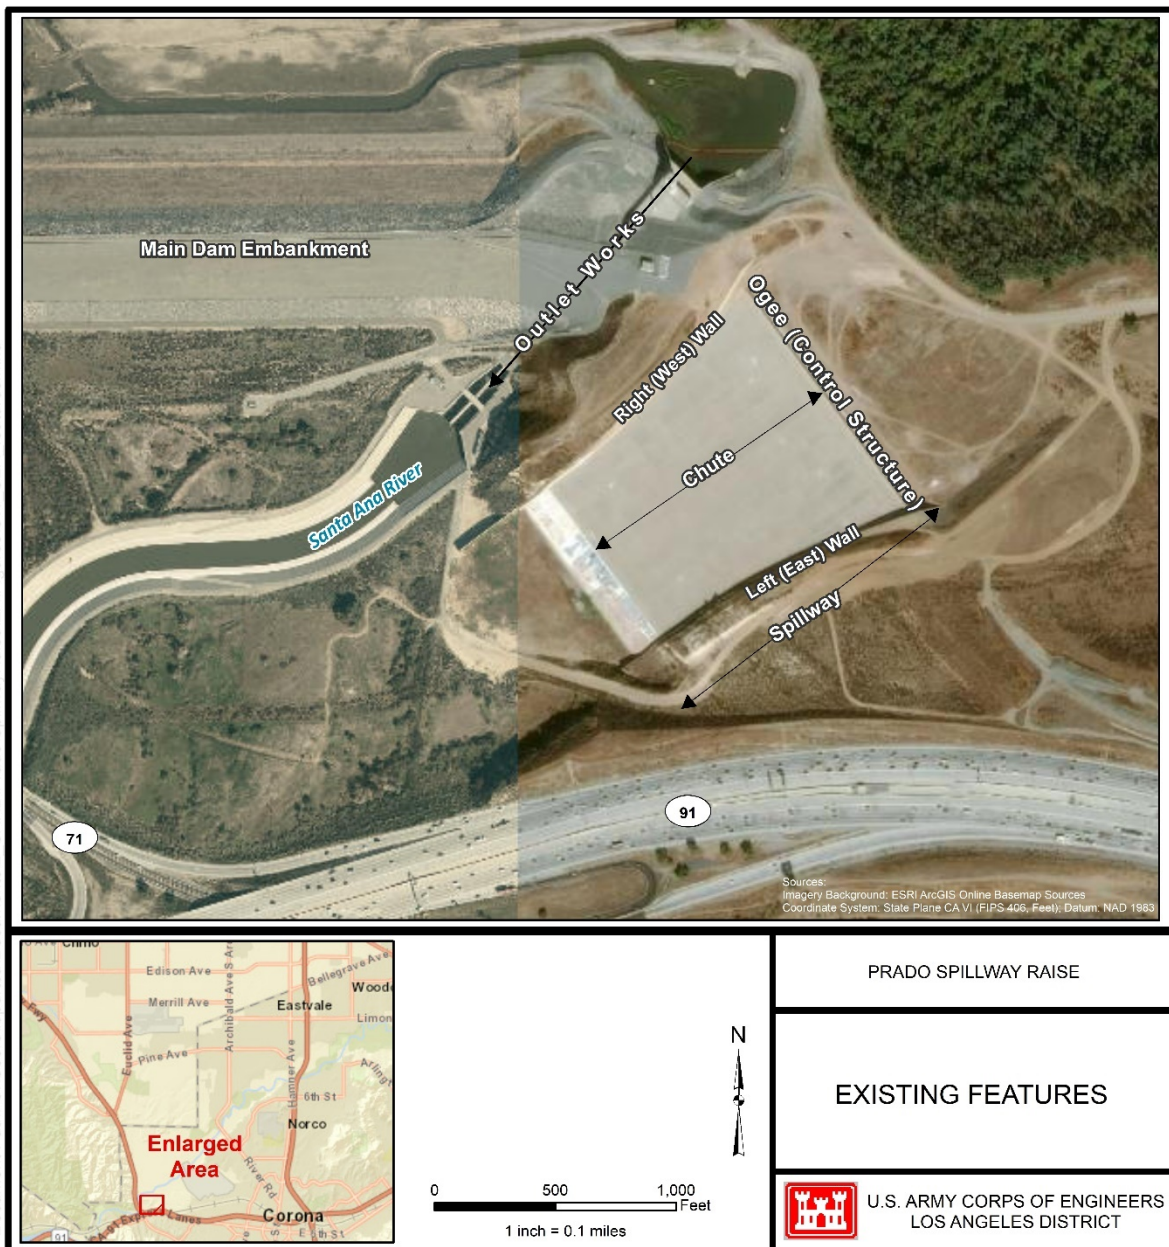 Main Dam Embankment
Outlet Works
Ogee (Control Structure)
Right (West) Wall
Chute
Santa Ana River
Left (East) Wall
Spillway
91
71
Sources:
Imagery Background: ESRI ArcGIS Online Basemap Sources
Coordinate System: State Plane CA VI (FIPS 406, Feet); Datum: NAD 1983
Chino
Edison Ave
Bellegrave Ave
Archibald Ave S
Eastvale
Merrill Ave
Fwy
Euclid Ave
Pine Ave
Hamner Ave
6th St
Norco
Enlarged
Area
River Rd
Lanes
Corona
91
N
0 500 1,000
Feet
1 inch = 0.1 miles
PRADO SPILLWAY RAISE
EXISTING FEATURES
U.S. ARMY CORPS OF ENGINEERS
LOS ANGELES DISTRICT